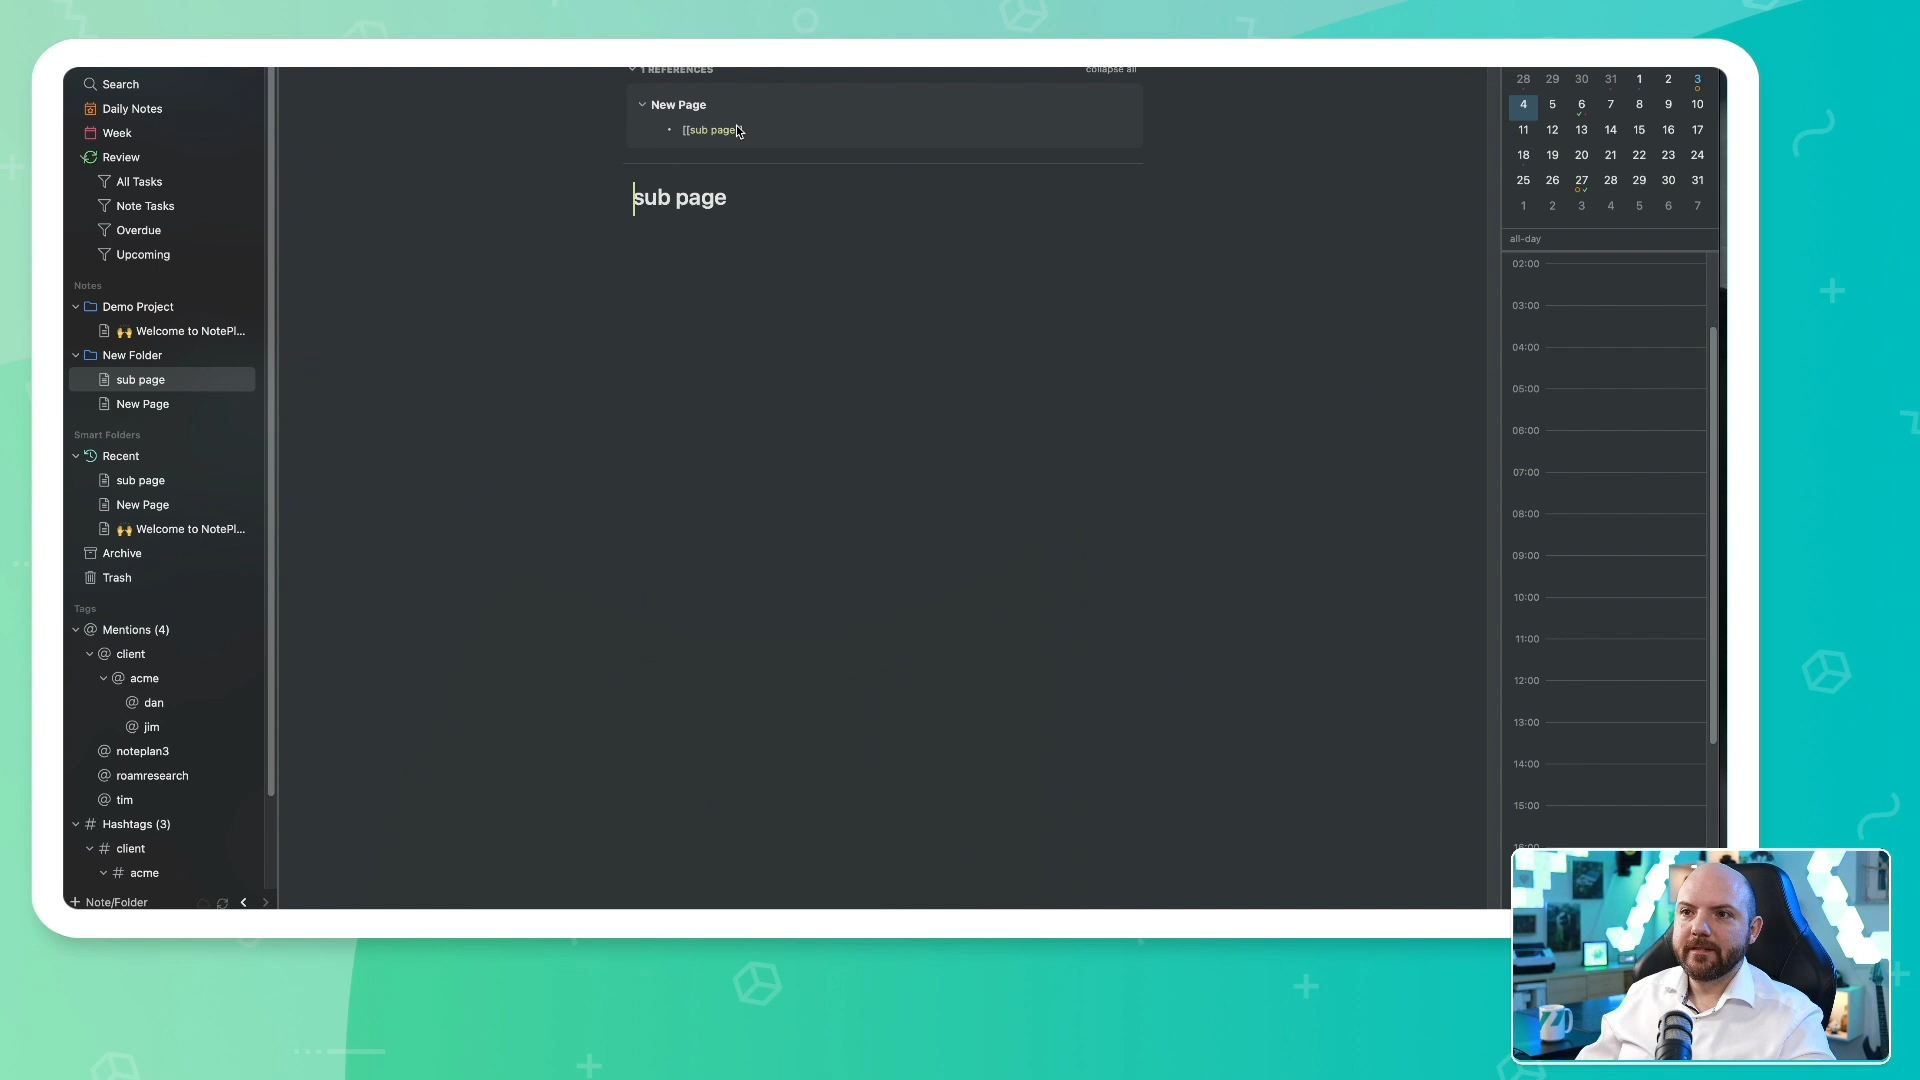 Search
Daily Notes
Week
Review
All Tasks
Note Tasks
Overdue
Upcoming
Notes
Demo Project
🙌 Welcome to NotePl...
New Folder
sub page
New Page
Smart Folders
Recent
sub page
New Page
🙌 Welcome to NotePl...
Archive
Trash
Tags
@ Mentions (4)
@ client
@ acme
@ dan
@ jim
@ noteplan3
@ roamresearch
@ tim
# Hashtags (3)
# client
# acme
+ Note/Folder
1 REFERENCES
collapse all
New Page
• [[sub page
sub page
28 29 30 31 1 2 3
4 5 6 7 8 9 10
11 12 13 14 15 16 17
18 19 20 21 22 23 24
25 26 27 28 29 30 31
1 2 3 4 5 6 7
all-day
02:00
03:00
04:00
05:00
06:00
07:00
08:00
09:00
10:00
11:00
12:00
13:00
14:00
15:00
16:00